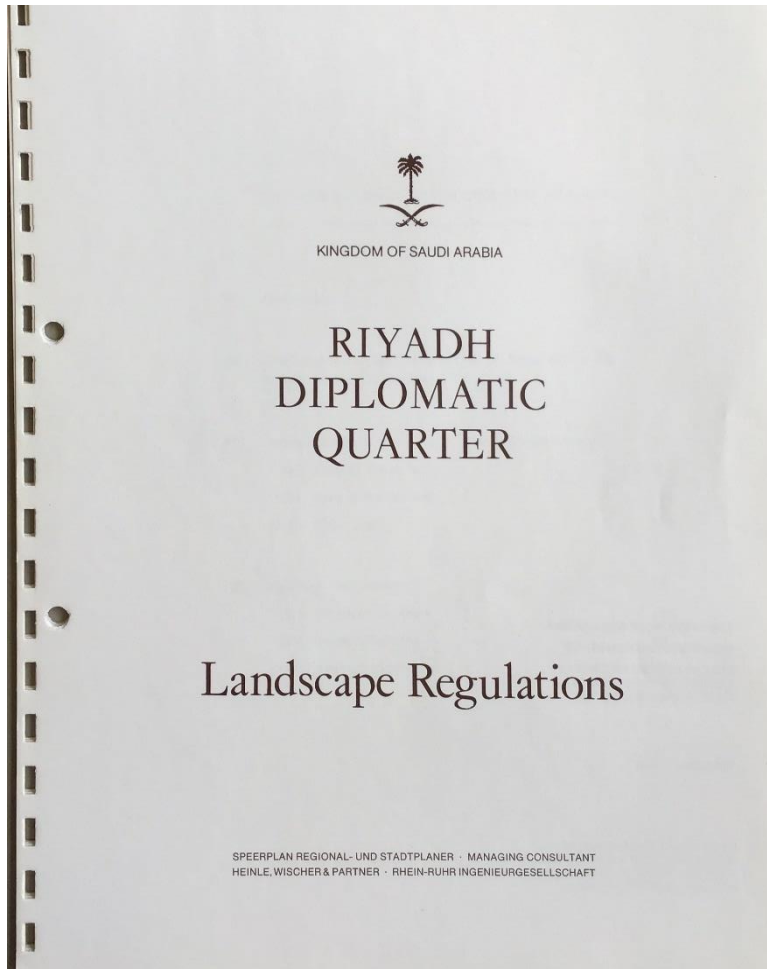 KINGDOM OF SAUDI ARABIA
RIYADH
DIPLOMATIC
QUARTER
Landscape Regulations
SPEERPLAN REGIONAL- UND STADTPLANER · MANAGING CONSULTANT
HEINLE, WISCHER & PARTNER · RHEIN-RUHR INGENIEURGESELLSCHAFT